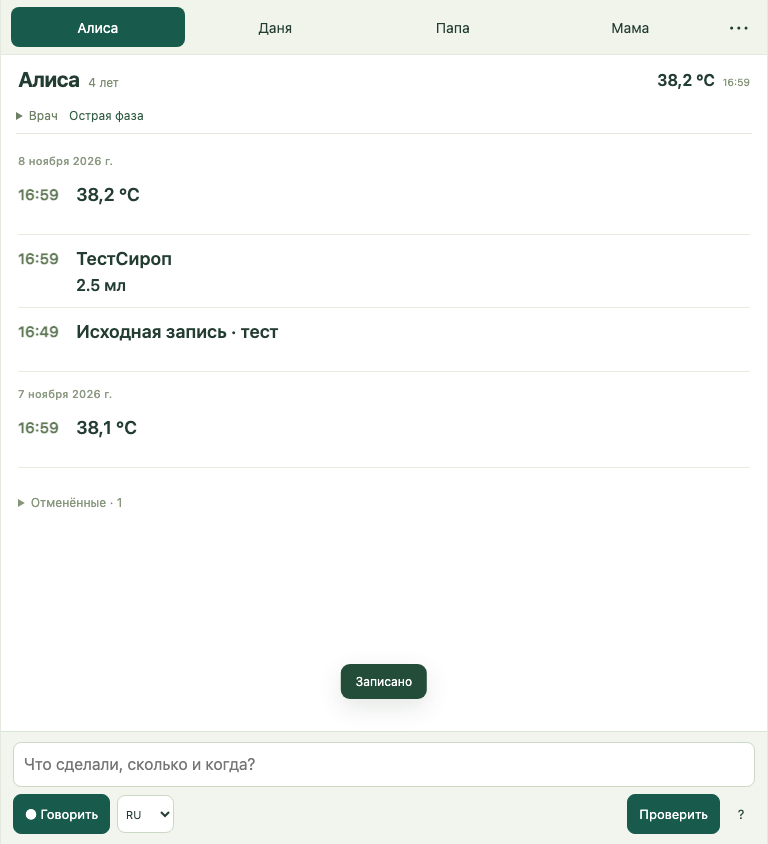 Алиса Даня Папа Мама ···
Алиса 4 лет 38,2 °C 16:59
▶ Врач Острая фаза
8 ноября 2026 г.
16:59 38,2 °C
16:59 ТестСироп
2.5 мл
16:49 Исходная запись · тест
7 ноября 2026 г.
16:59 38,1 °C
▶ Отменённые · 1
Записано
Что сделали, сколько и когда?
● Говорить RU Проверить ?